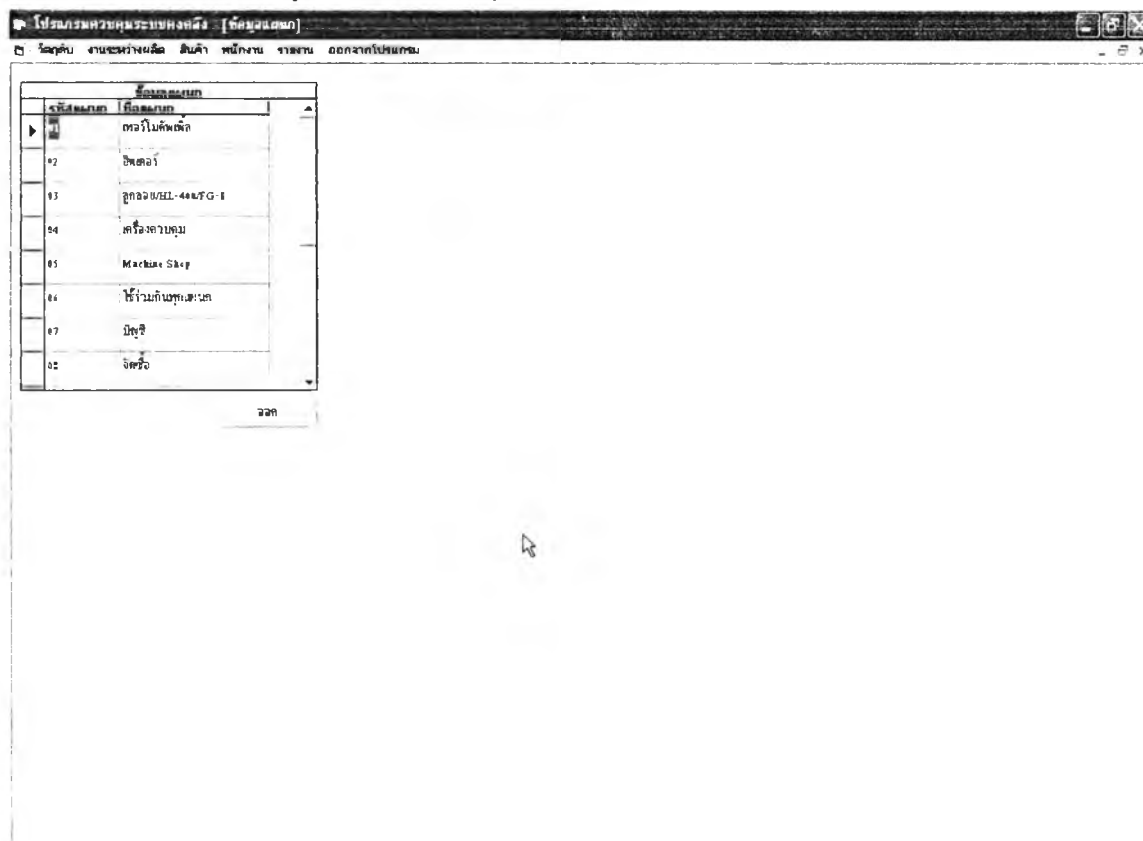 โปรแกรมควบคุมระบบคงคลัง - [ข้อมูลแผนก]
วัตถุดิบ งานระหว่างผลิต สินค้า พนักงาน รายงาน ออกจากโปรแกรม
ข้อมูลแผนก
รหัสแผนก ชื่อแผนก
01 เทอร์โมคัพเพิ้ล
02 ฮีทเตอร์
03 ลูกลอย/HL-400/FG-1
04 เครื่องควบคุม
05 Machine Shop
06 ใช้ร่วมกันทุกแผนก
07 บัญชี
08 จัดซื้อ
ออก